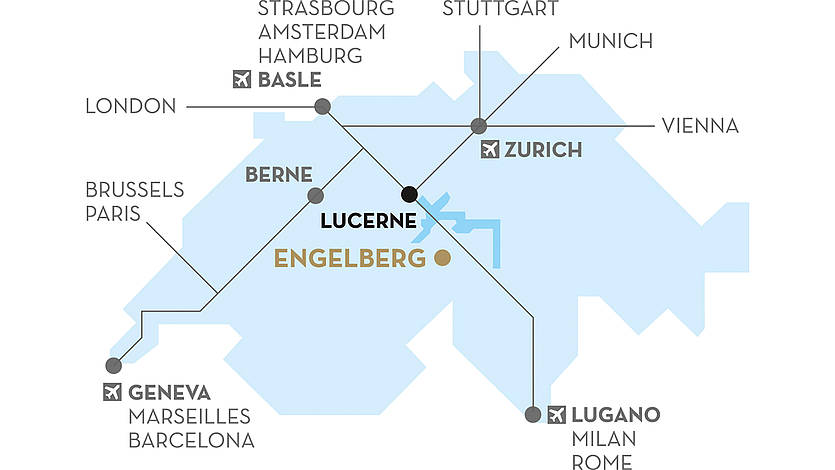 STRASBOURG
AMSTERDAM
HAMBURG
BASLE
STUTTGART
MUNICH
LONDON
VIENNA
ZURICH
BERNE
BRUSSELS
PARIS
LUCERNE
ENGELBERG
GENEVA
MARSEILLES
BARCELONA
LUGANO
MILAN
ROME